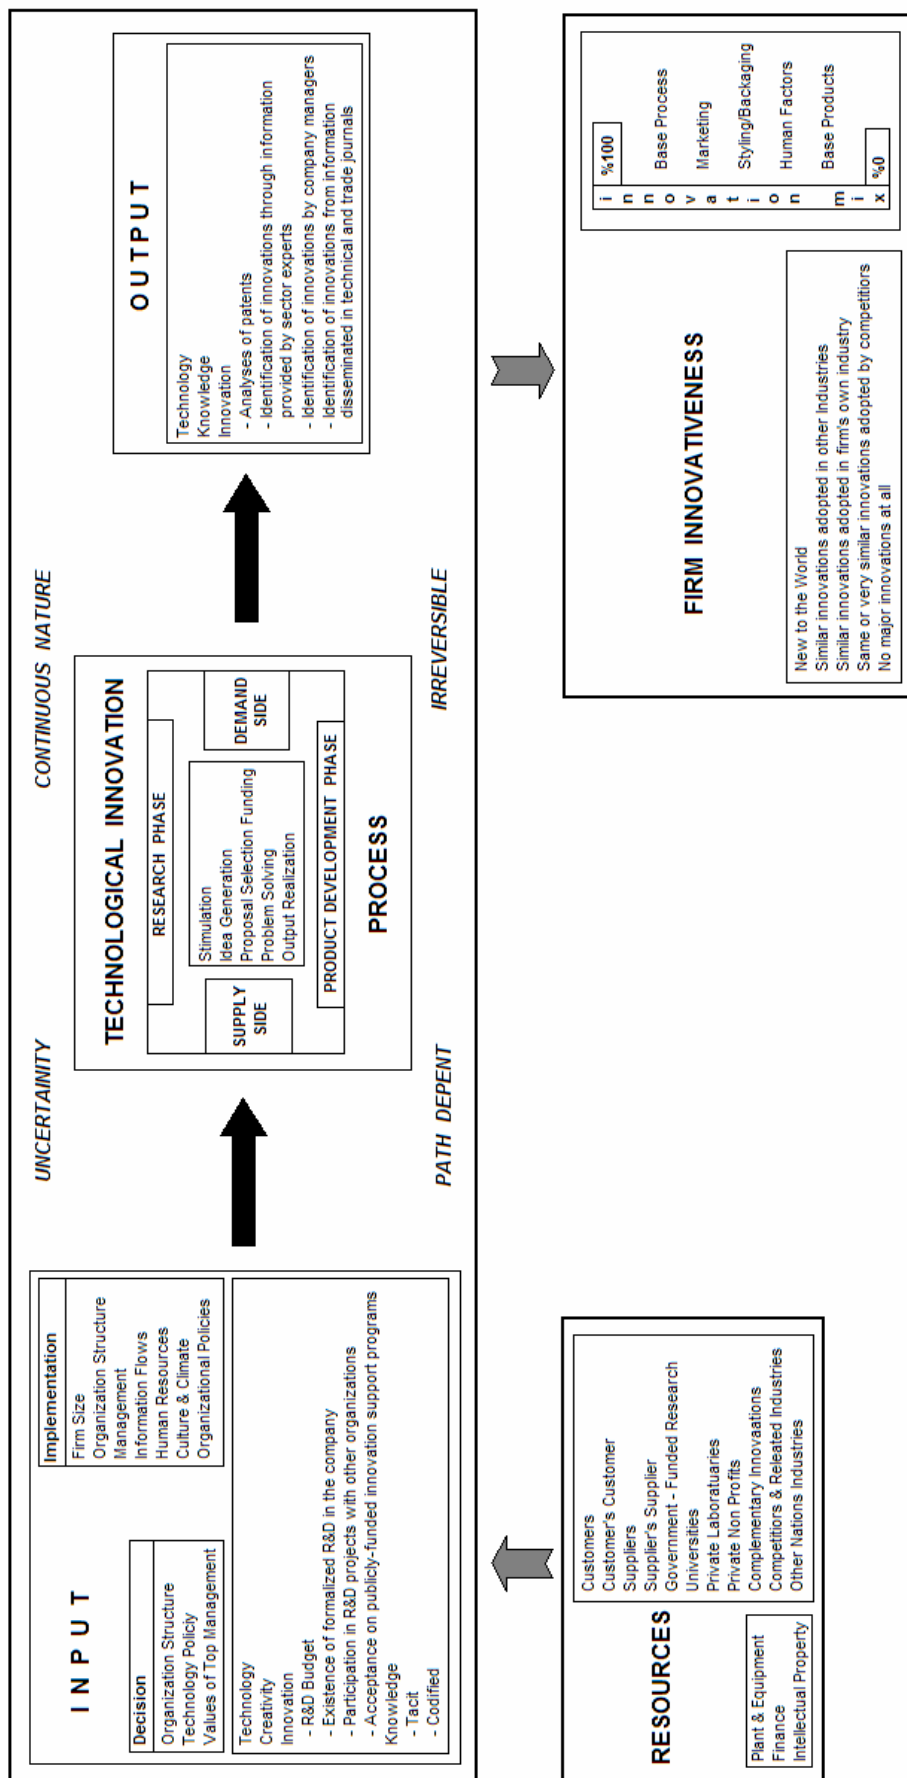 INPUT
Decision
Organization Structure
Technology Policiy
Values of Top Management
Implementation
Firm Size
Organization Structure
Management
Information Flows
Human Resources
Culture & Climate
Organizational Policies
Technology
Creativity
Innovation
- R&D Budget
- Existence of formalized R&D in the company
- Participation in R&D projects with other organizations
- Acceptance on publicly-funded innovation support programs
Knowledge
- Tacit
- Codified
UNCERTAINITY
CONTINUOUS NATURE
TECHNOLOGICAL INNOVATION
RESEARCH PHASE
SUPPLY
SIDE
Stimulation
Idea Generation
Proposal Selection Funding
Problem Solving
Output Realization
DEMAND
SIDE
PRODUCT DEVELOPMENT PHASE
PROCESS
PATH DEPENT
IRREVERSIBLE
OUTPUT
Technology
Knowledge
Innovation
- Analyses of patents
- Identification of innovations through information
provided by sector experts
- Identification of innovations by company managers
- Identification of innovations from information
disseminated in technical and trade journals
RESOURCES
Plant & Equipment
Finance
Intellectual Property
Customers
Customer's Customer
Suppliers
Supplier's Supplier
Government - Funded Research
Universities
Private Laboratuaries
Private Non Profits
Complementary Innovaations
Competitiors & Releated Industries
Other Nations Industries
FIRM INNOVATIVENESS
New to the World
Similar innovations adopted in other Industries
Similar innovations adopted in firm's own industry
Same or very similar innovations adopted by competitiors
No major innovations at all
innovation mix
%100
Base Process
Marketing
Styling/Backaging
Human Factors
Base Products
%0